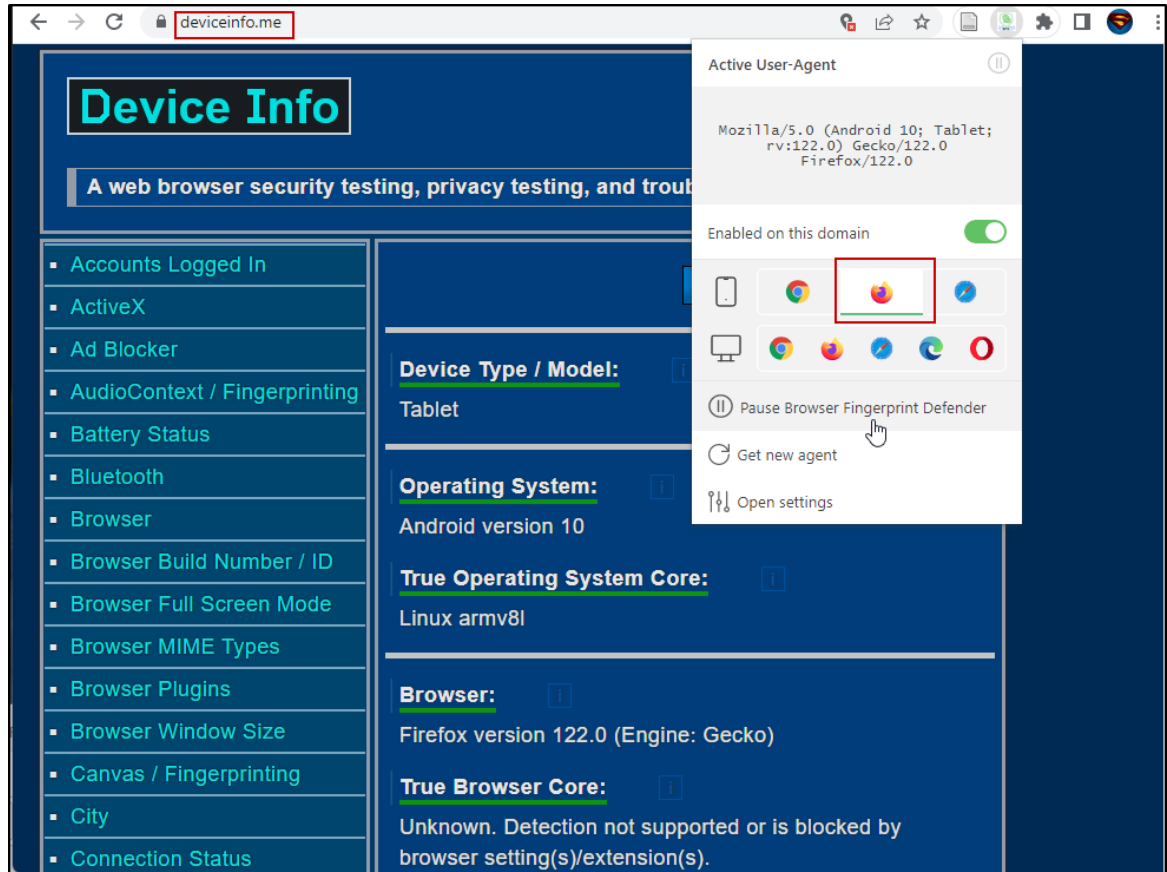 deviceinfo.me
Device Info
A web browser security testing, privacy testing, and troub
Accounts Logged In
ActiveX
Ad Blocker
AudioContext / Fingerprinting
Battery Status
Bluetooth
Browser
Browser Build Number / ID
Browser Full Screen Mode
Browser MIME Types
Browser Plugins
Browser Window Size
Canvas / Fingerprinting
City
Connection Status
Device Type / Model:
i
Tablet
Operating System:
i
Android version 10
True Operating System Core:
i
Linux armv8l
Browser:
i
Firefox version 122.0 (Engine: Gecko)
True Browser Core:
i
Unknown. Detection not supported or is blocked by
browser setting(s)/extension(s).
Active User-Agent
Mozilla/5.0 (Android 10; Tablet;
rv:122.0) Gecko/122.0
Firefox/122.0
Enabled on this domain
Pause Browser Fingerprint Defender
Get new agent
Open settings